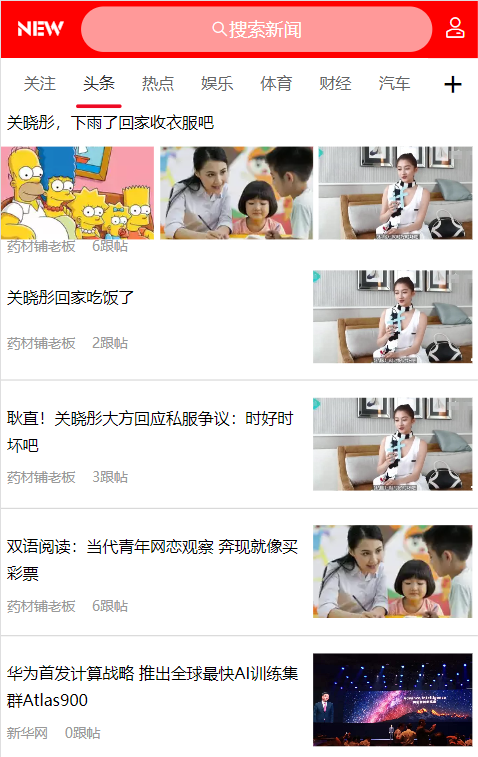 NEW 搜索新闻
关注 头条 热点 娱乐 体育 财经 汽车 +
关晓彤，下雨了回家收衣服吧
药材辅老板 6跟帖
关晓彤回家吃饭了
药材辅老板 2跟帖
耿直！关晓彤大方回应私服争议：时好时
坏吧
药材辅老板 3跟帖
双语阅读：当代青年网恋观察 奔现就像买
彩票
药材辅老板 6跟帖
华为首发计算战略 推出全球最快AI训练集
群Atlas900
新华网 0跟帖